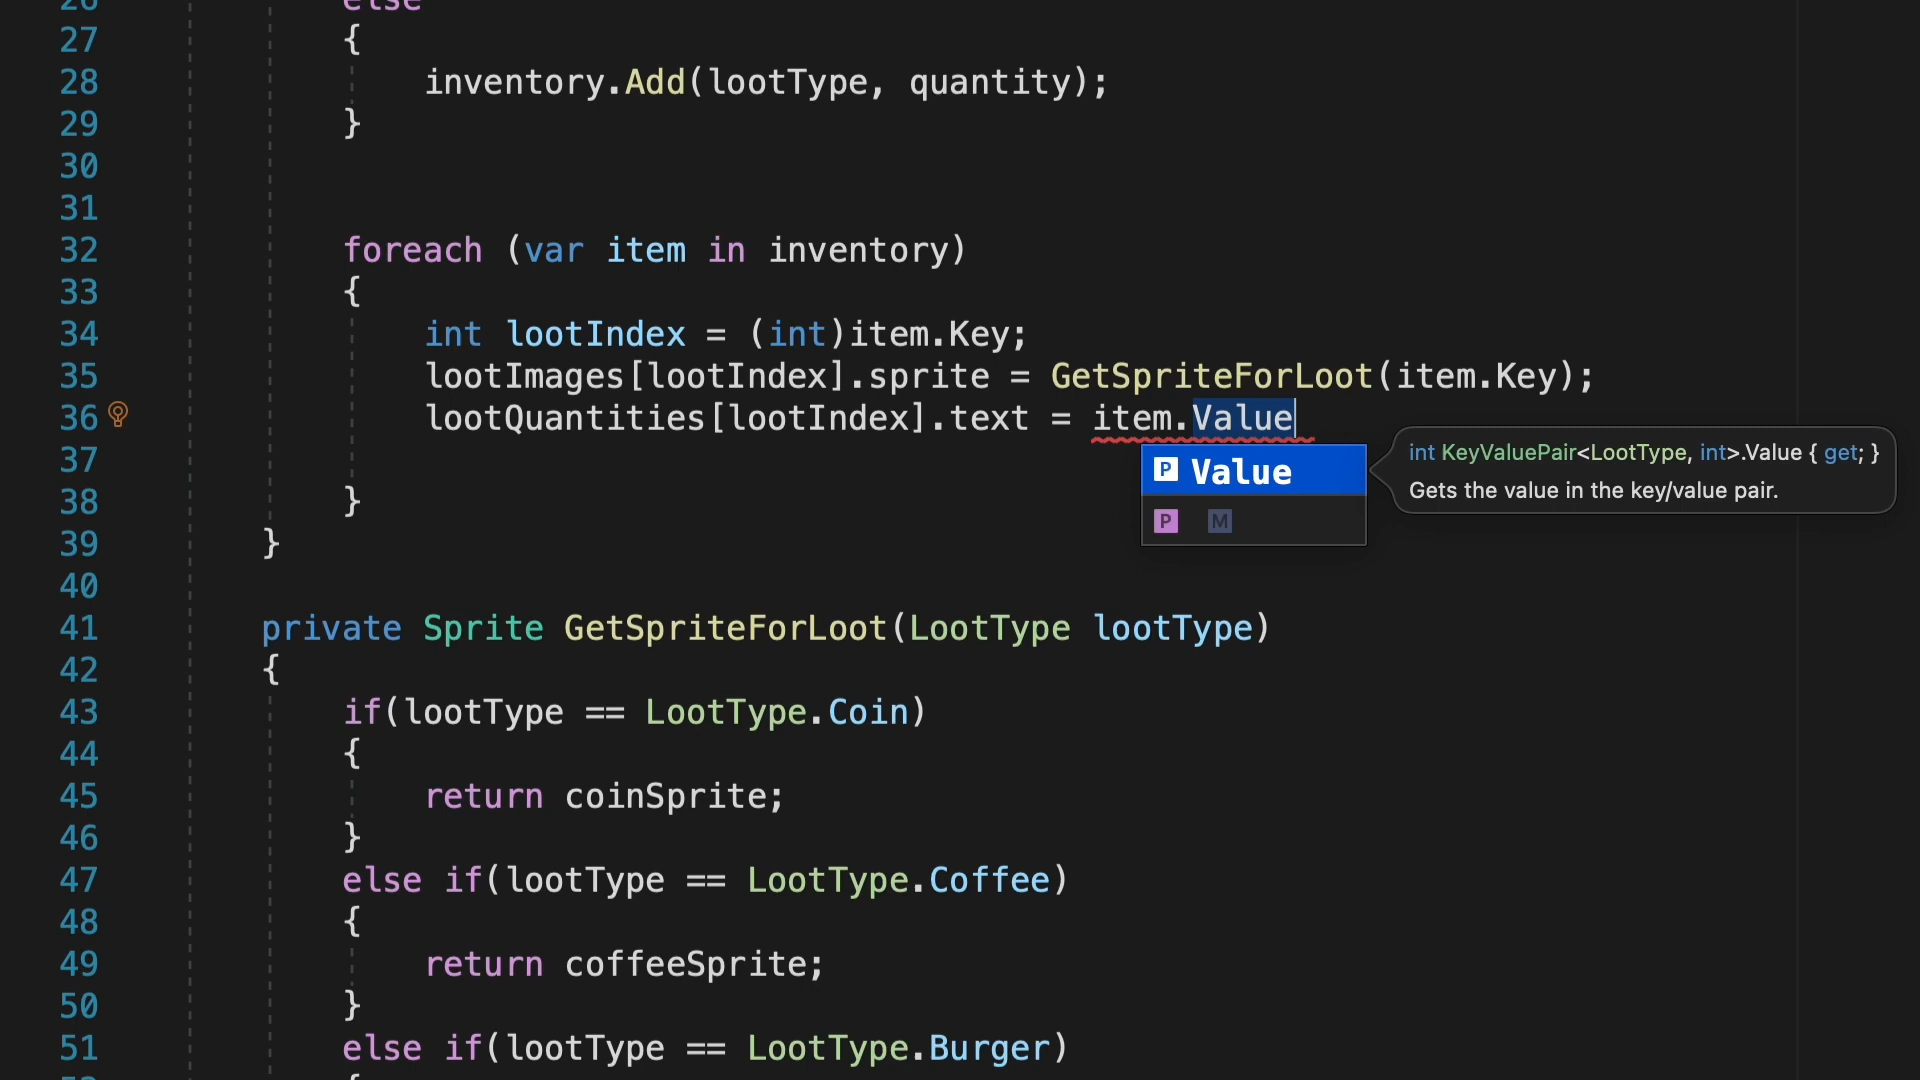 26 else
27 {
28 inventory.Add(lootType, quantity);
29 }
30
31
32 foreach (var item in inventory)
33 {
34 int lootIndex = (int)item.Key;
35 lootImages[lootIndex].sprite = GetSpriteForLoot(item.Key);
36 lootQuantities[lootIndex].text = item.Value
P Value
P M
int KeyValuePair<LootType, int>.Value { get; }
Gets the value in the key/value pair.
37
38 }
39 }
40
41 private Sprite GetSpriteForLoot(LootType lootType)
42 {
43 if(lootType == LootType.Coin)
44 {
45 return coinSprite;
46 }
47 else if(lootType == LootType.Coffee)
48 {
49 return coffeeSprite;
50 }
51 else if(lootType == LootType.Burger)
52 {